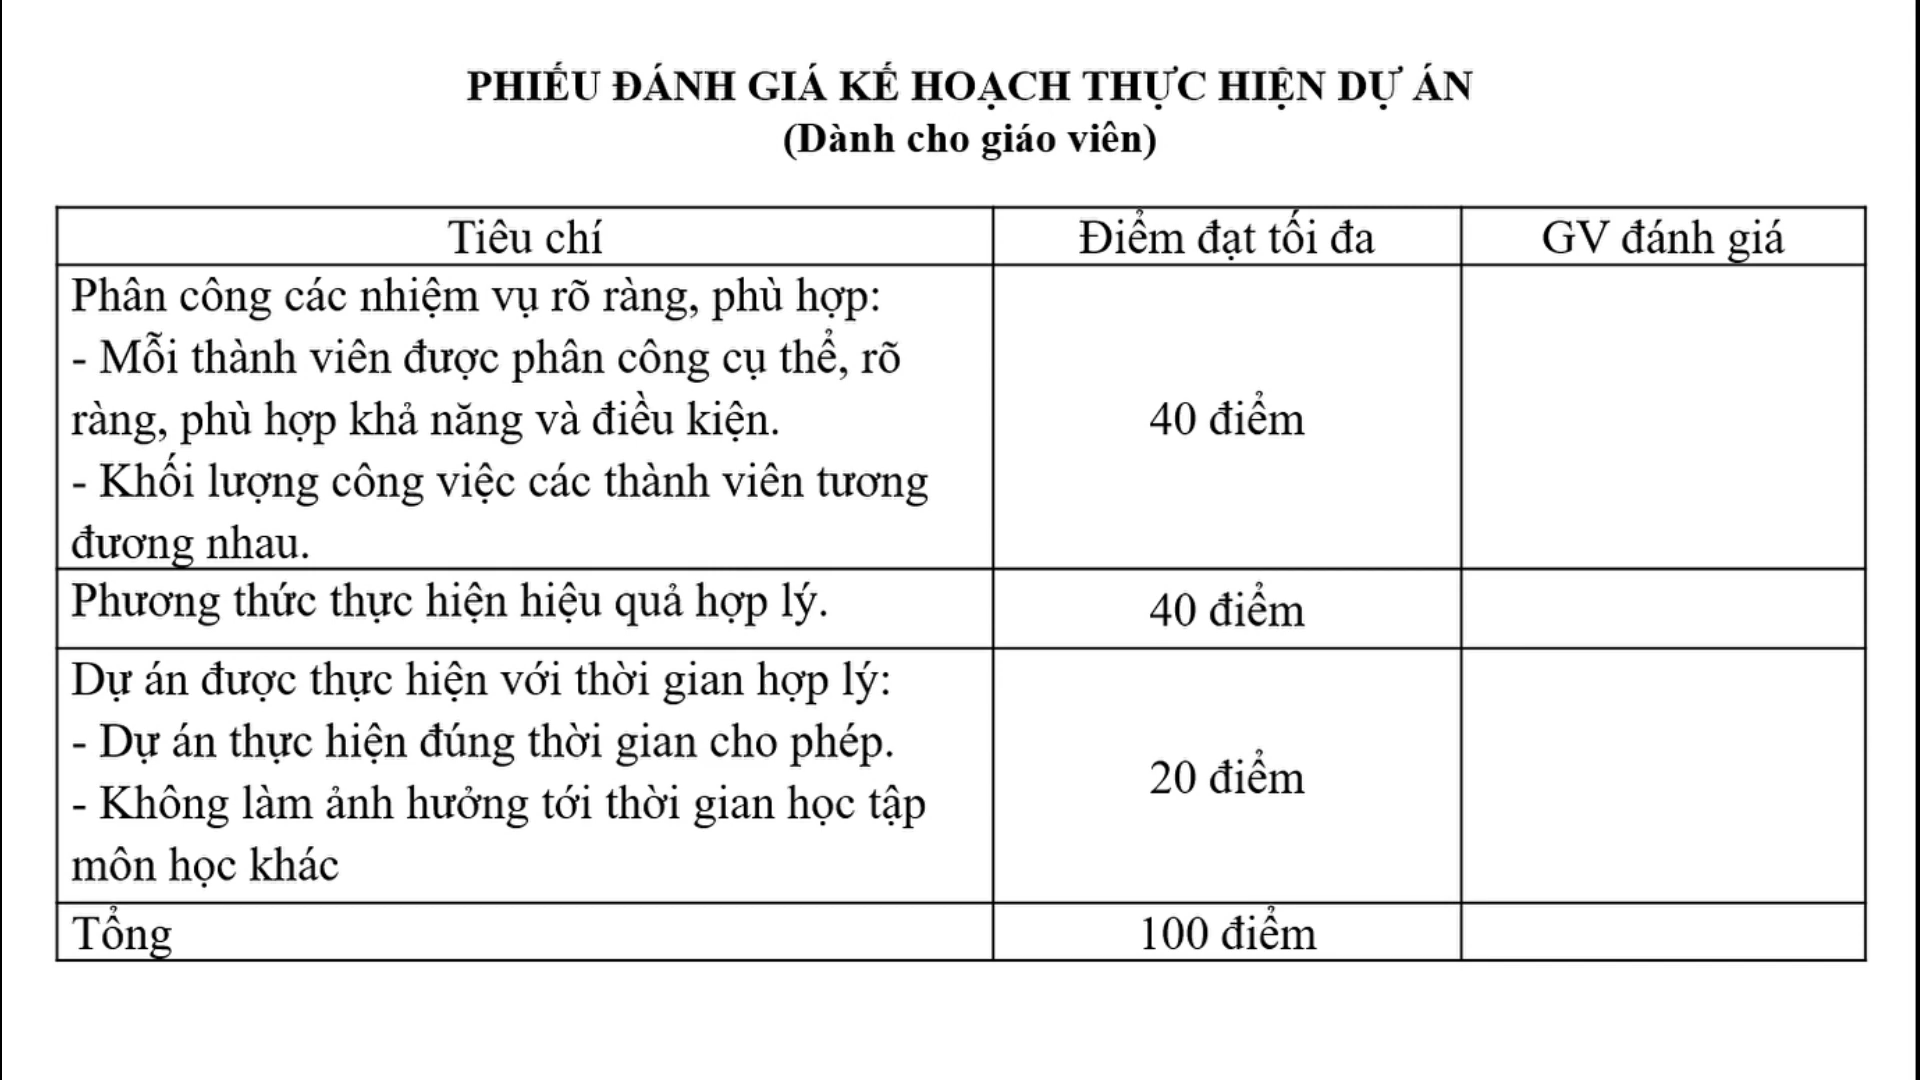 PHIẾU ĐÁNH GIÁ KẾ HOẠCH THỰC HIỆN DỰ ÁN
(Dành cho giáo viên)
Tiêu chí
Điểm đạt tối đa
GV đánh giá
Phân công các nhiệm vụ rõ ràng, phù hợp:
- Mỗi thành viên được phân công cụ thể, rõ
ràng, phù hợp khả năng và điều kiện.
- Khối lượng công việc các thành viên tương
đương nhau.
40 điểm
Phương thức thực hiện hiệu quả hợp lý.
40 điểm
Dự án được thực hiện với thời gian hợp lý:
- Dự án thực hiện đúng thời gian cho phép.
- Không làm ảnh hưởng tới thời gian học tập
môn học khác
20 điểm
Tổng
100 điểm